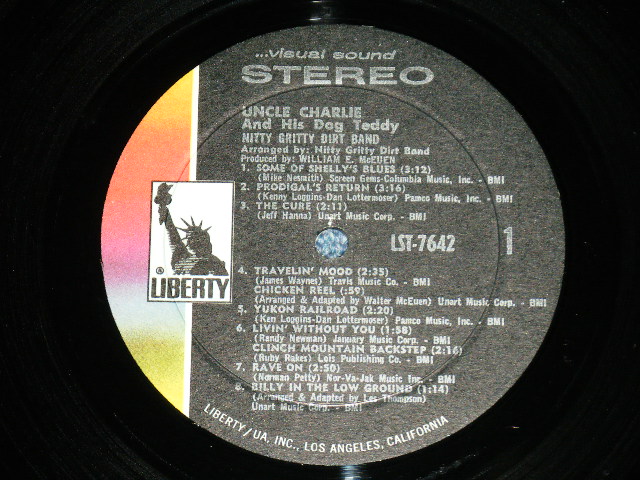 ...visual sound
STEREO
UNCLE CHARLIE
And His Dog Teddy
NITTY GRITTY DIRT BAND
Arranged by: Nitty Gritty Dirt Band
Produced by: WILLIAM E. McEUEN
1. SOME OF SHELLY'S BLUES (3:12)
(Mike Nesmith) Screen Gems-Columbia Music, Inc. - BMI
2. PRODIGAL'S RETURN (3:16)
(Kenny Loggins-Dan Lottermoser) Pamco Music, Inc. - BMI
3. THE CURE (2:11)
(Jeff Hanna) Unart Music Corp. - BMI
LST-7642
1
4. TRAVELIN' MOOD (2:35)
(James Waynes) Travis Music Co. - BMI
CHICKEN REEL (:59)
(Arranged & Adapted by Walter McEuen) Unart Music Corp. - BMI
5. YUKON RAILROAD (2:20)
(Ken Loggins-Dan Lottermoser) Pamco Music, Inc. - BMI
6. LIVIN' WITHOUT YOU (1:58)
(Randy Newman) January Music Corp. - BMI
CLINCH MOUNTAIN BACKSTEP (2:16)
(Ruby Rakes) Lois Publishing Co. - BMI
7. RAVE ON (2:50)
(Norman Petty) Nor-Va-Jak Music Inc. - BMI
8. BILLY IN THE LOW GROUND (1:14)
(Arranged & Adapted by Les Thompson)
Unart Music Corp. - BMI
® LIBERTY
LIBERTY/UA, INC., LOS ANGELES, CALIFORNIA